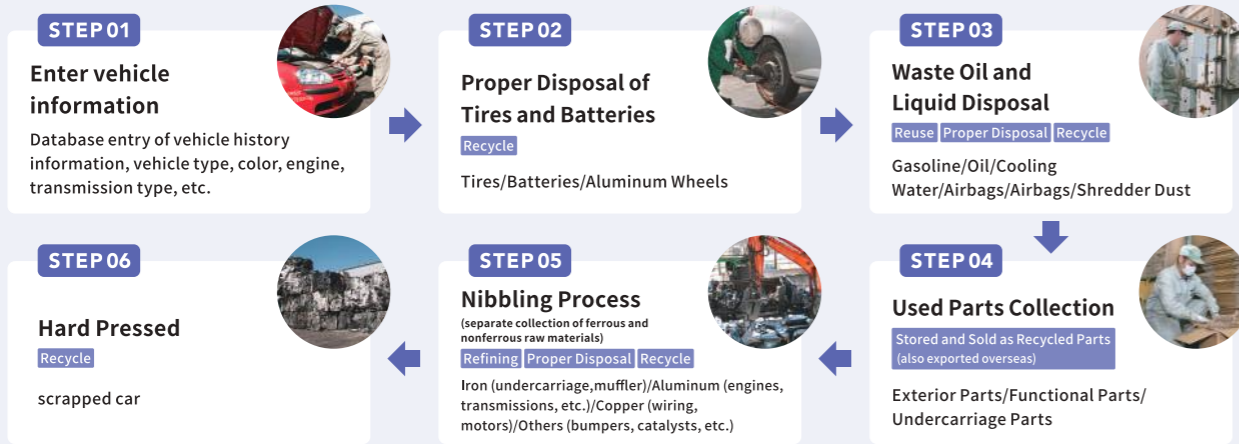 STEP 01
Enter vehicle
information
Database entry of vehicle history
information, vehicle type, color, engine,
transmission type, etc.
STEP 02
Proper Disposal of
Tires and Batteries
Recycle
Tires/Batteries/Aluminum Wheels
STEP 03
Waste Oil and
Liquid Disposal
Reuse Proper Disposal Recycle
Gasoline/Oil/Cooling
Water/Airbags/Airbags/Shredder Dust
STEP 04
Used Parts Collection
Stored and Sold as Recycled Parts
(also exported overseas)
Exterior Parts/Functional Parts/
Undercarriage Parts
STEP 05
Nibbling Process
(separate collection of ferrous and
nonferrous raw materials)
Refining Proper Disposal Recycle
Iron (undercarriage,muffler)/Aluminum (engines,
transmissions, etc.)/Copper (wiring,
motors)/Others (bumpers, catalysts, etc.)
STEP 06
Hard Pressed
Recycle
scrapped car